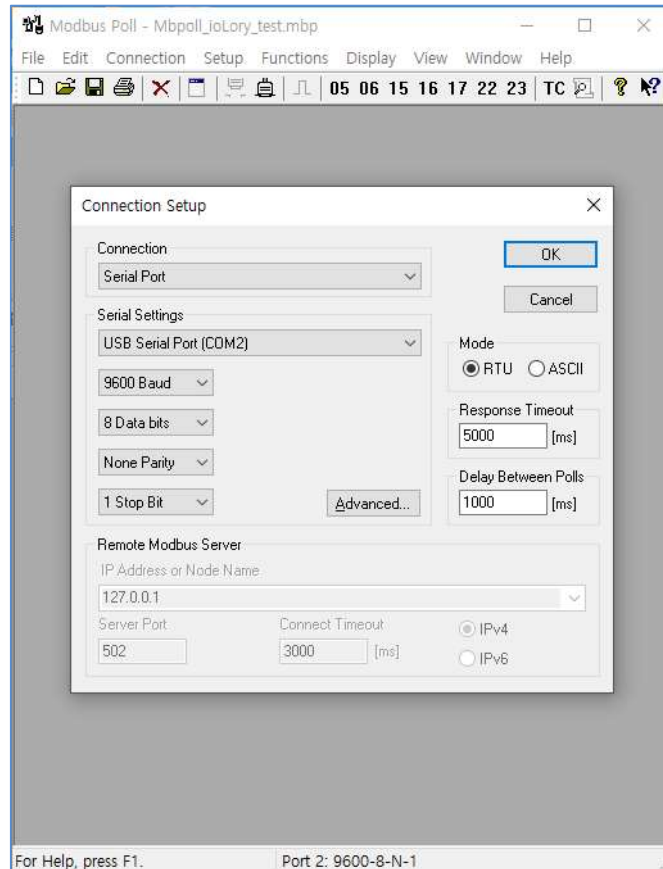 Modbus Poll - Mbpoll_ioLory_test.mbp
File Edit Connection Setup Functions Display View Window Help
05 06 15 16 17 22 23 TC
Connection Setup
Connection
Serial Port
OK
Cancel
Serial Settings
USB Serial Port (COM2)
Mode
RTU ASCII
9600 Baud
8 Data bits
Response Timeout
5000 [ms]
None Parity
Delay Between Polls
1 Stop Bit
Advanced...
1000 [ms]
Remote Modbus Server
IP Address or Node Name
127.0.0.1
Server Port Connect Timeout
IPv4
502 3000 [ms]
IPv6
For Help, press F1. Port 2: 9600-8-N-1